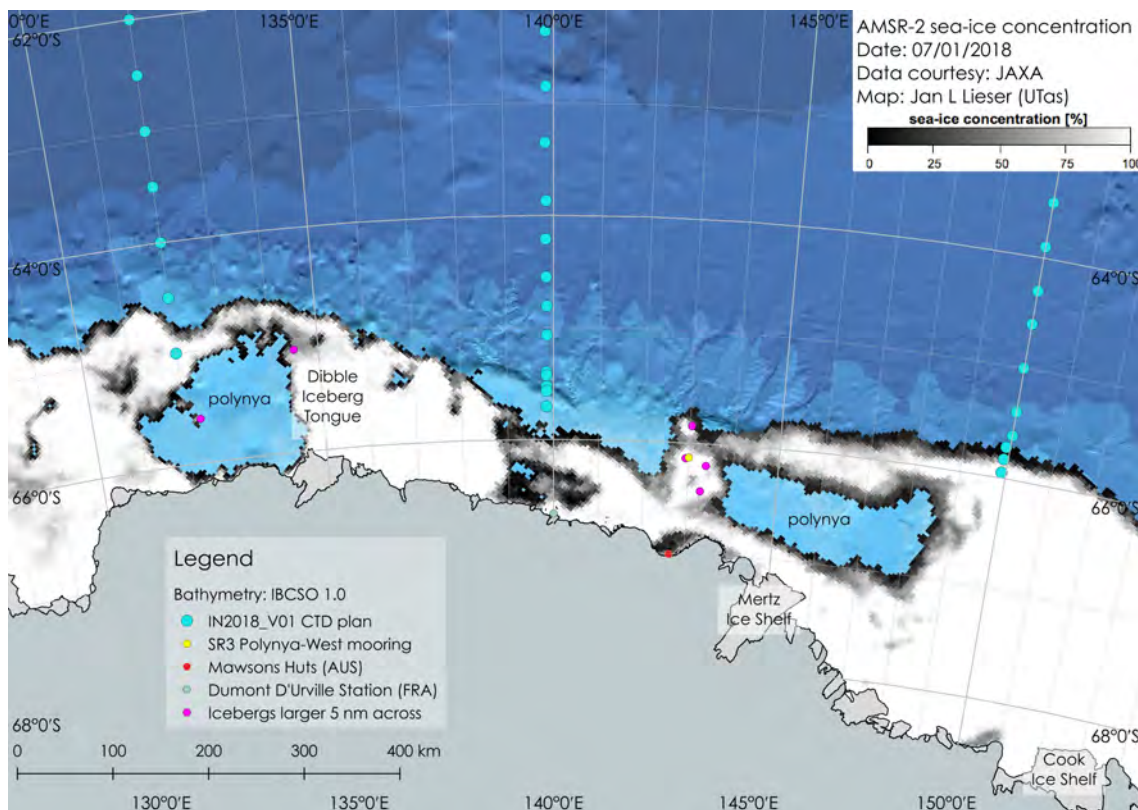 0°0'E
135°0'E
140°0'E
145°0'E
62°0'S
AMSR-2 sea-ice concentration
Date: 07/01/2018
Data courtesy: JAXA
Map: Jan L Lieser (UTas)
sea-ice concentration [%]
0 25 50 75 100
64°0'S
64°0'S
polynya
Dibble
Iceberg
Tongue
66°0'S
66°0'S
polynya
Mertz
Ice Shelf
Legend
Bathymetry: IBCSO 1.0
IN2018_V01 CTD plan
SR3 Polynya-West mooring
Mawsons Huts (AUS)
Dumont D'Urville Station (FRA)
Icebergs larger 5 nm across
68°0'S
68°0'S
0 100 200 300 400 km
Cook
Ice Shelf
130°0'E
135°0'E
140°0'E
145°0'E
150°0'E